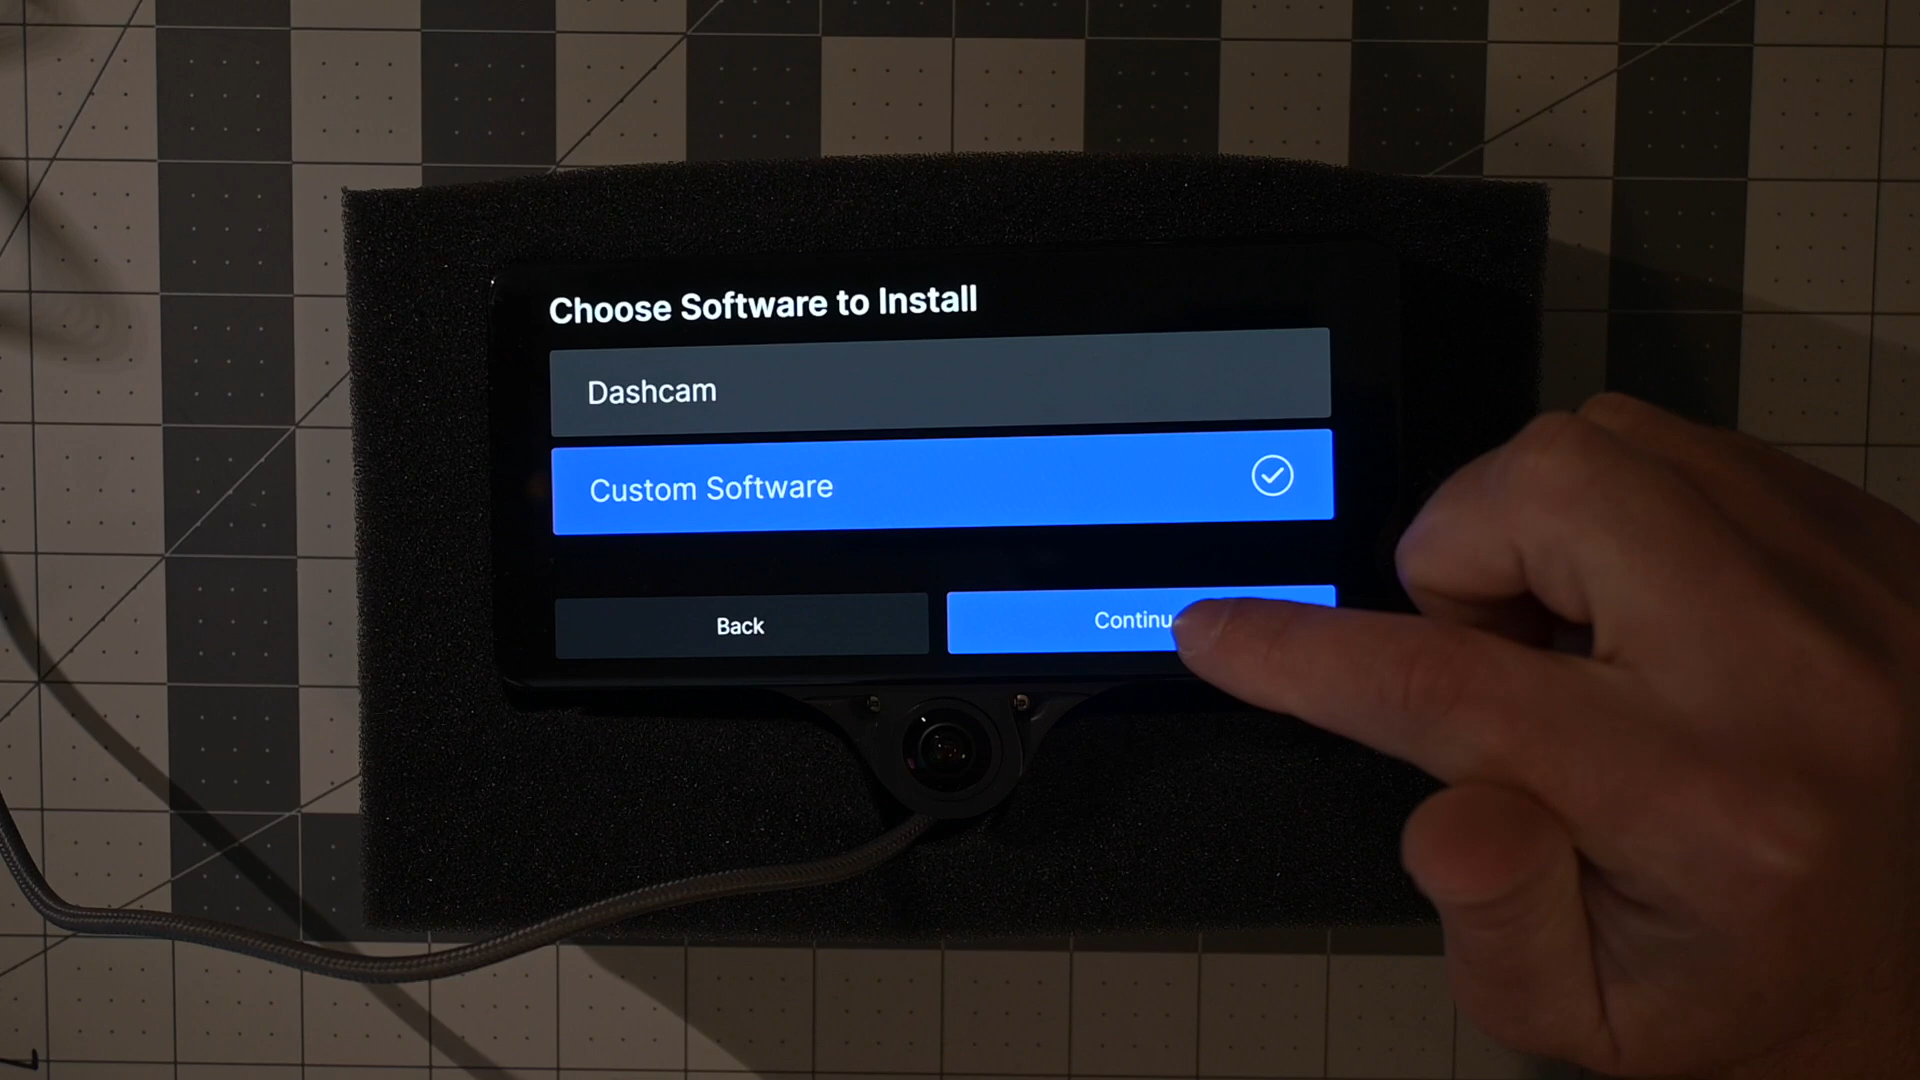 Choose Software to Install
Dashcam
Custom Software
Back
Continu